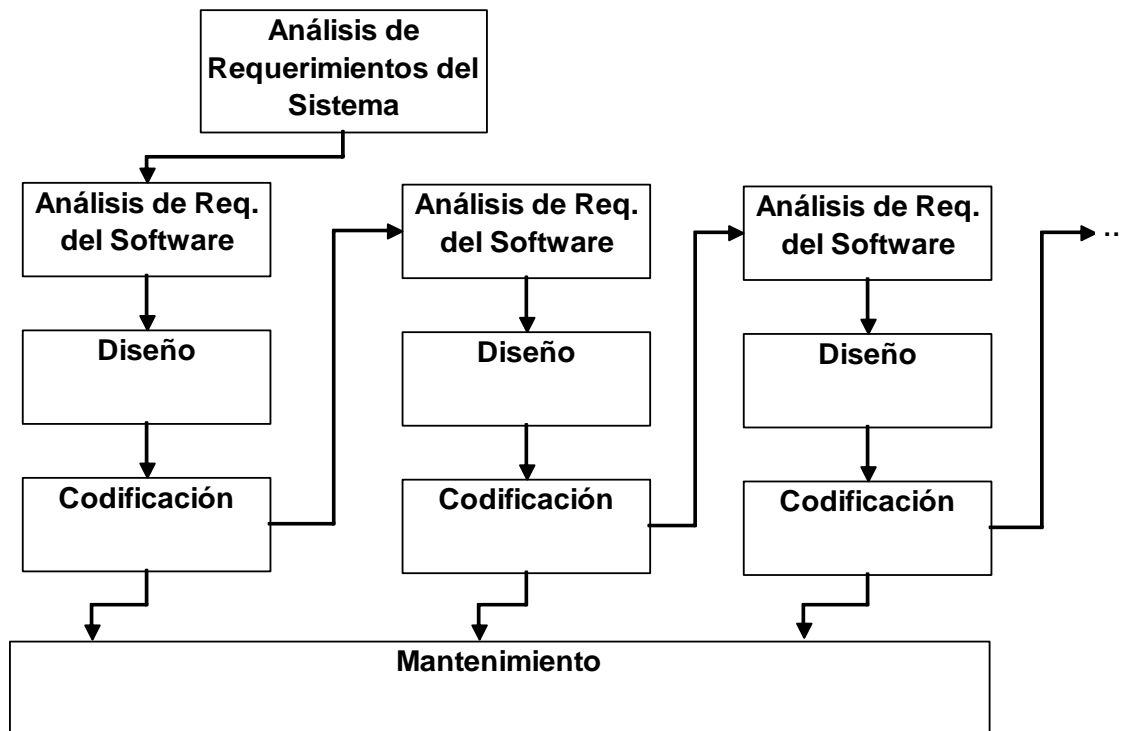 Análisis de
Requerimientos del
Sistema
Análisis de Req.
del Software
Análisis de Req.
del Software
Análisis de Req.
del Software
..
Diseño
Diseño
Diseño
Codificación
Codificación
Codificación
Mantenimiento